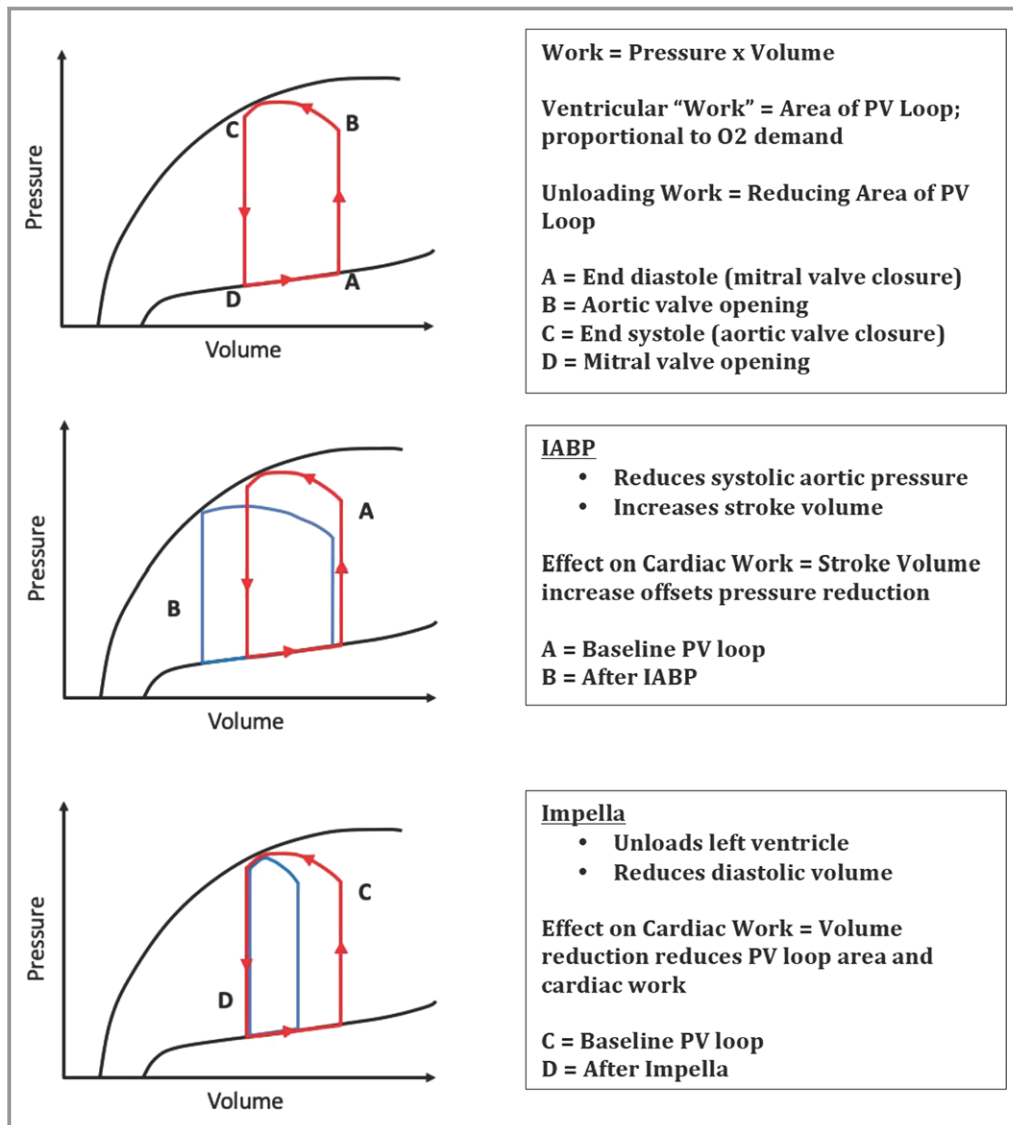 Pressure
Volume
C
B
D
A
Work = Pressure x Volume
Ventricular “Work” = Area of PV Loop;
proportional to O2 demand
Unloading Work = Reducing Area of PV
Loop
A = End diastole (mitral valve closure)
B = Aortic valve opening
C = End systole (aortic valve closure)
D = Mitral valve opening
Pressure
Volume
A
B
IABP
• Reduces systolic aortic pressure
• Increases stroke volume
Effect on Cardiac Work = Stroke Volume
increase offsets pressure reduction
A = Baseline PV loop
B = After IABP
Pressure
Volume
C
D
Impella
• Unloads left ventricle
• Reduces diastolic volume
Effect on Cardiac Work = Volume
reduction reduces PV loop area and
cardiac work
C = Baseline PV loop
D = After Impella